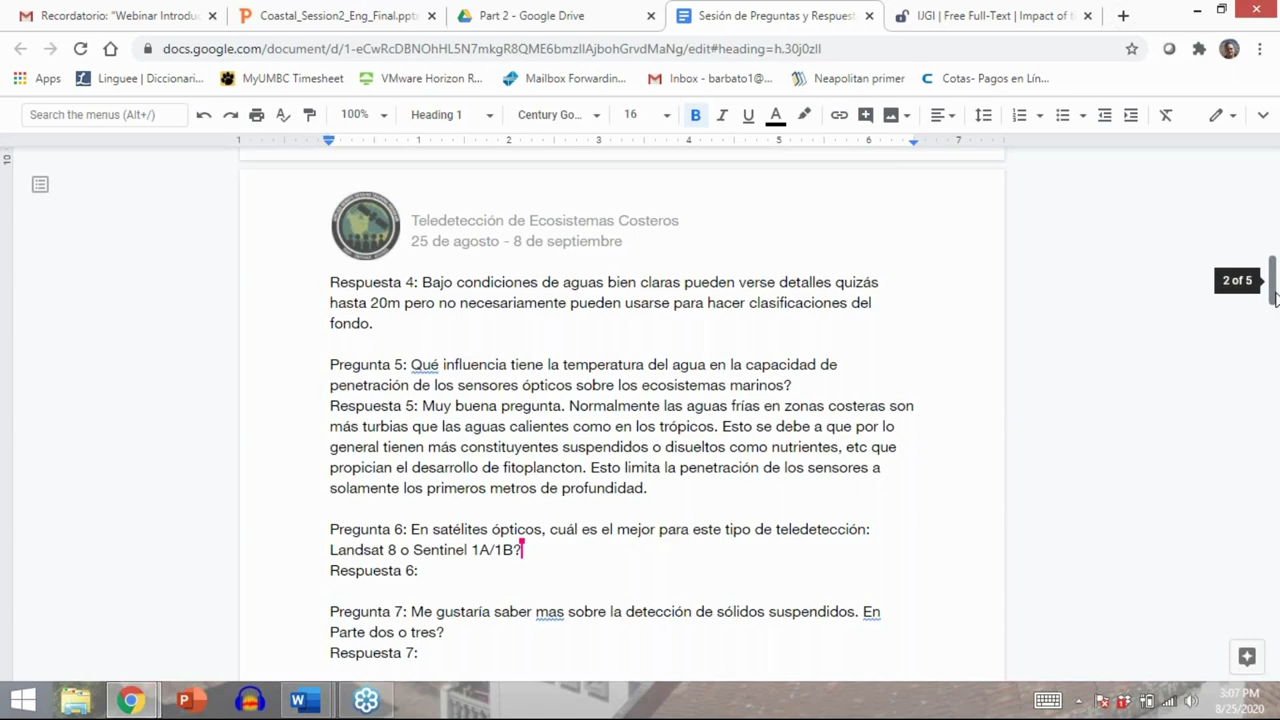 Recordatorio: "Webinar Introdu
Coastal_Session2_Eng_Final.ppt
Part 2 - Google Drive
Sesión de Preguntas y Respuest
IJGI | Free Full-Text | Impact of t
docs.google.com/document/d/1-eCwRcDBNOhHL5N7mkgR8QME6bmzllAjbohGrvdMaNg/edit#heading=h.30j0zll
Apps
Linguee | Diccionari...
MyUMBC Timesheet
VMware Horizon R...
Mailbox Forwardin...
Inbox - barbato1@...
Neapolitan primer
Cotas- Pagos en Lín...
Search the menus (Alt+/)
100%
Heading 1
Century Go...
16
B I U A
1 1 2 3 4 5 6 7
10
Teledetección de Ecosistemas Costeros
25 de agosto - 8 de septiembre
Respuesta 4: Bajo condiciones de aguas bien claras pueden verse detalles quizás
hasta 20m pero no necesariamente pueden usarse para hacer clasificaciones del
fondo.
2 of 5
Pregunta 5: Qué influencia tiene la temperatura del agua en la capacidad de
penetración de los sensores ópticos sobre los ecosistemas marinos?
Respuesta 5: Muy buena pregunta. Normalmente las aguas frías en zonas costeras son
más turbias que las aguas calientes como en los trópicos. Esto se debe a que por lo
general tienen más constituyentes suspendidos o disueltos como nutrientes, etc que
propician el desarrollo de fitoplancton. Esto limita la penetración de los sensores a
solamente los primeros metros de profundidad.
Pregunta 6: En satélites ópticos, cuál es el mejor para este tipo de teledetección:
Landsat 8 o Sentinel 1A/1B?
Respuesta 6:
Pregunta 7: Me gustaría saber mas sobre la detección de sólidos suspendidos. En
Parte dos o tres?
Respuesta 7:
3:07 PM
8/25/2020